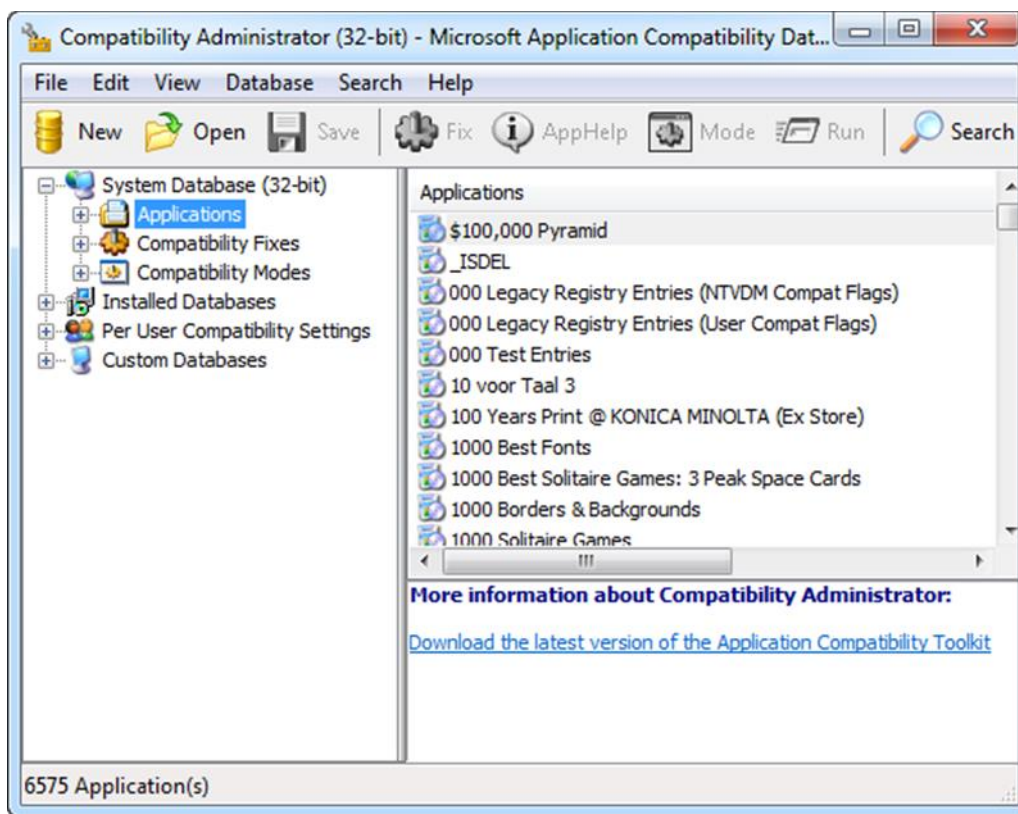 Compatibility Administrator (32-bit) - Microsoft Application Compatibility Dat...
File Edit View Database Search Help
New Open Save Fix AppHelp Mode Run Search
System Database (32-bit)
Applications
Compatibility Fixes
Compatibility Modes
Installed Databases
Per User Compatibility Settings
Custom Databases
Applications
$100,000 Pyramid
_ISDEL
000 Legacy Registry Entries (NTVDM Compat Flags)
000 Legacy Registry Entries (User Compat Flags)
000 Test Entries
10 voor Taal 3
100 Years Print @ KONICA MINOLTA (Ex Store)
1000 Best Fonts
1000 Best Solitaire Games: 3 Peak Space Cards
1000 Borders & Backgrounds
1000 Solitaire Games
More information about Compatibility Administrator:
Download the latest version of the Application Compatibility Toolkit
6575 Application(s)